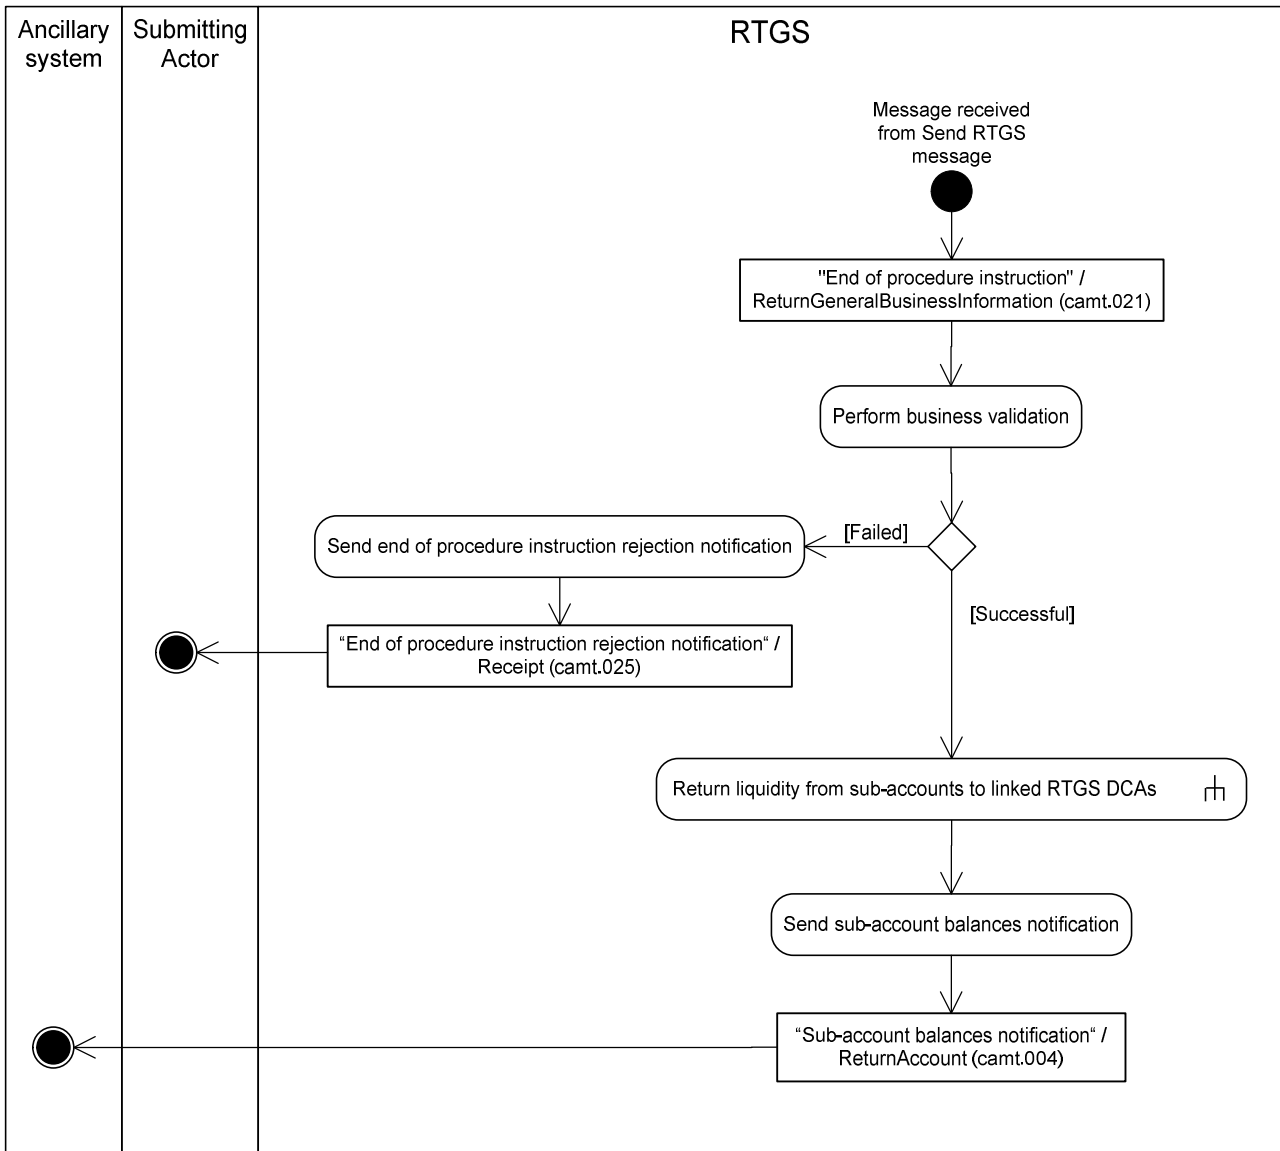 Ancillary
system
Submitting
Actor
RTGS
Message received
from Send RTGS
message
"End of procedure instruction" /
ReturnGeneralBusinessInformation (camt.021)
Perform business validation
[Failed]
Send end of procedure instruction rejection notification
[Successful]
“End of procedure instruction rejection notification“ /
Receipt (camt.025)
Return liquidity from sub-accounts to linked RTGS DCAs
Send sub-account balances notification
“Sub-account balances notification“ /
ReturnAccount (camt.004)